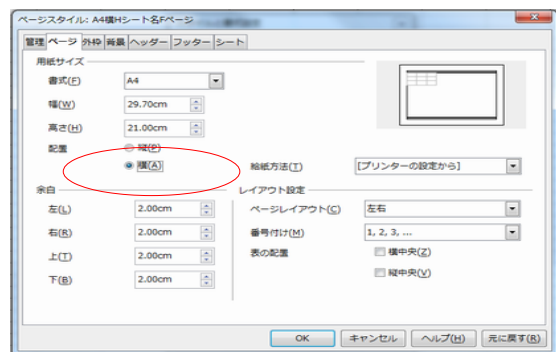 ページスタイル: A4横Hシート名Fページ
管理 ページ 外枠 背景 ヘッダー フッター シート
用紙サイズ
書式(F) A4
幅(W) 29.70cm
高さ(H) 21.00cm
配置 縦(P)
横(A) 給紙方法(T) [プリンターの設定から]
余白 レイアウト設定
左(L) 2.00cm ページレイアウト(C) 左右
右(R) 2.00cm 番号付け(M) 1, 2, 3, ...
上(T) 2.00cm 表の配置 横中央(Z)
下(B) 2.00cm 縦中央(V)
OK キャンセル ヘルプ(H) 元に戻す(R)